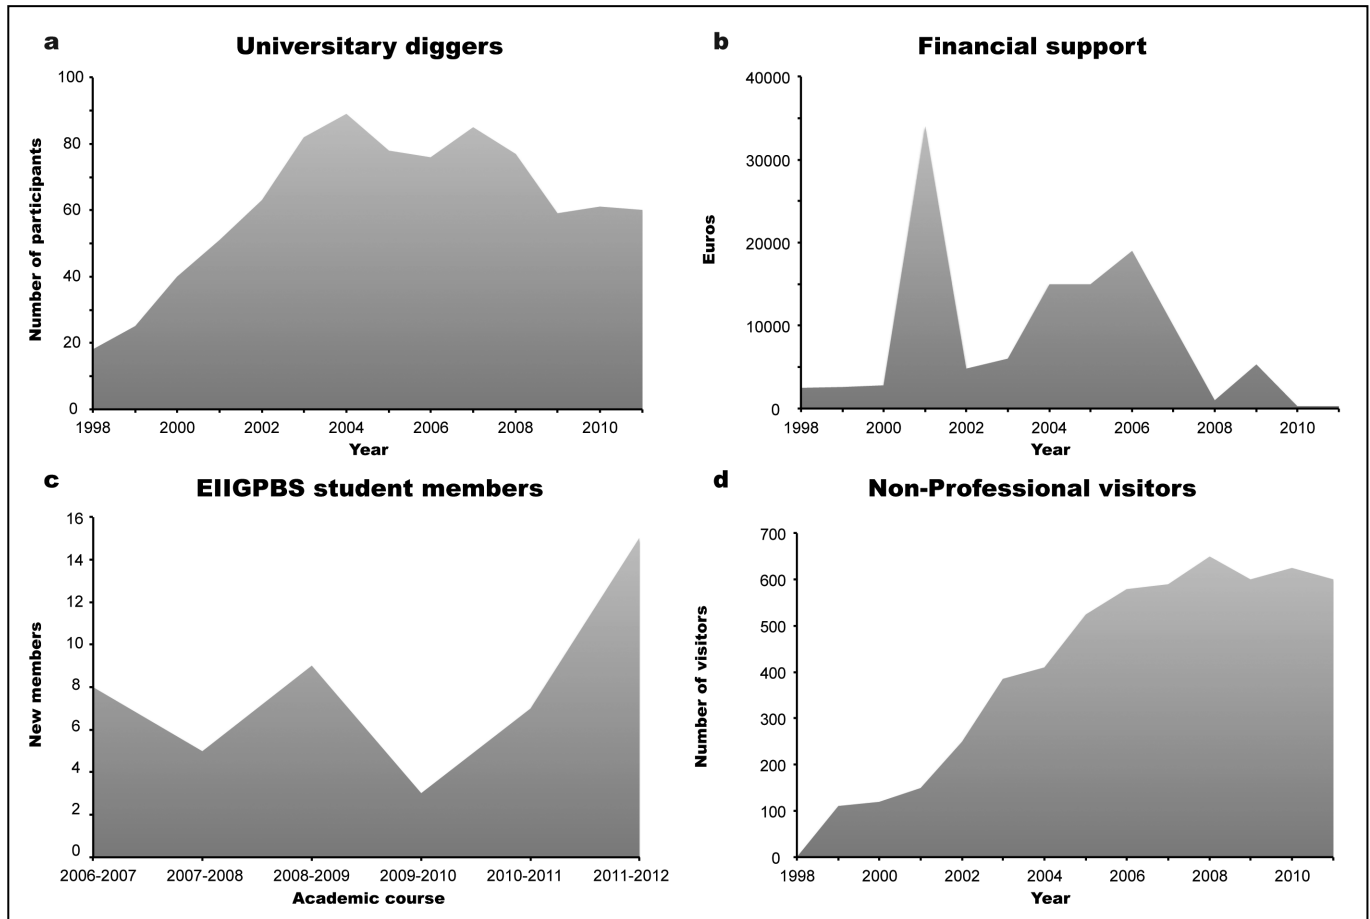 a
Universitary diggers
100
80
60
40
20
0
Number of participants
1998 2000 2002 2004 2006 2008 2010
Year
b
Financial support
40000
30000
20000
10000
0
Euros
1998 2000 2002 2004 2006 2008 2010
Year
c
EIIGPBS student members
16
14
12
10
8
6
4
2
0
New members
2006-2007 2007-2008 2008-2009 2009-2010 2010-2011 2011-2012
Academic course
d
Non-Professional visitors
700
600
500
400
300
200
100
0
Number of visitors
1998 2000 2002 2004 2006 2008 2010
Year